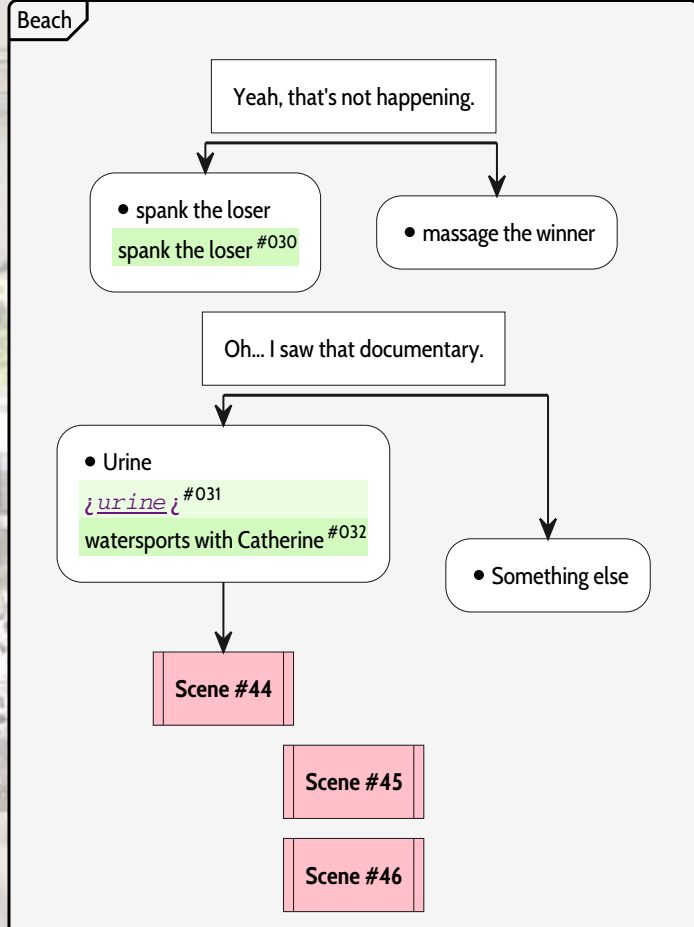 Beach
Yeah, that's not happening.
• spank the loser
spank the loser #030
• massage the winner
Oh... I saw that documentary.
• Urine
¿urine¿ #031
watersports with Catherine #032
• Something else
Scene #44
Scene #45
Scene #46